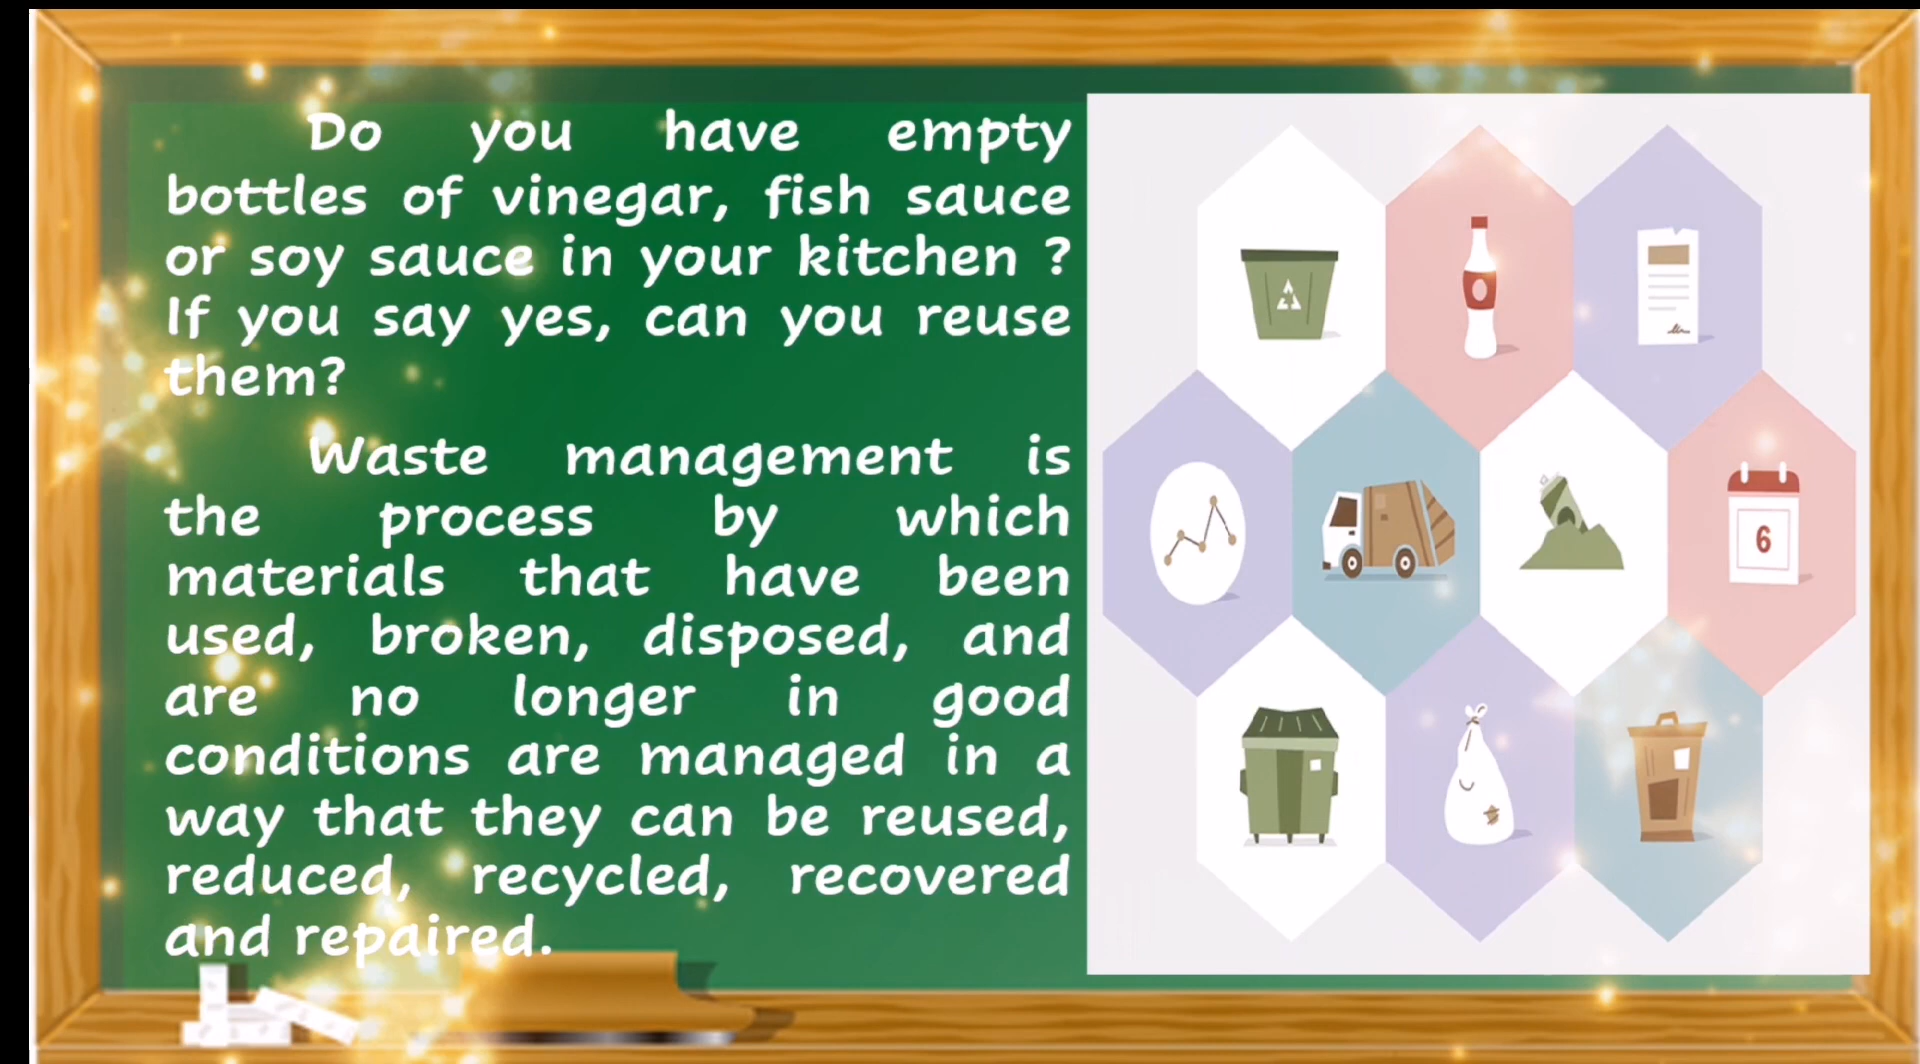 Do you have empty
bottles of vinegar, fish sauce
or soy sauce in your kitchen ?
If you say yes, can you reuse
them?
Waste management is
the process by which
materials that have been
used, broken, disposed, and
are no longer in good
conditions are managed in a
way that they can be reused,
reduced, recycled, recovered
and repaired.
6